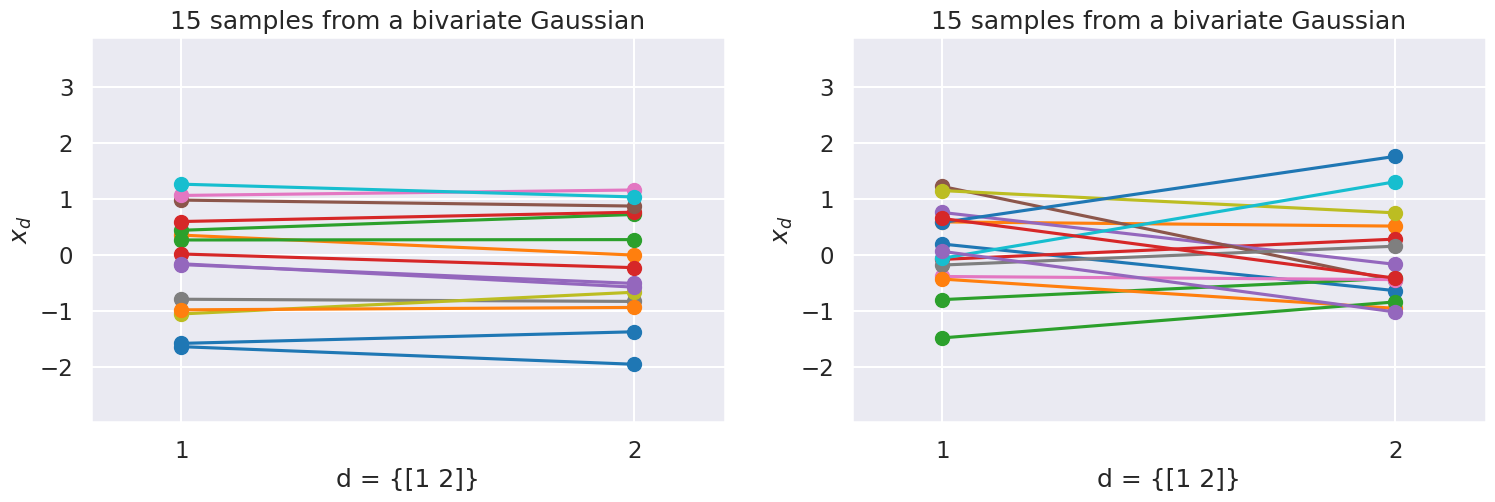 15 samples from a bivariate Gaussian
3
2
1
0
−1
−2
x_d
1 2
d = {[1 2]}
15 samples from a bivariate Gaussian
3
2
1
0
−1
−2
x_d
1 2
d = {[1 2]}